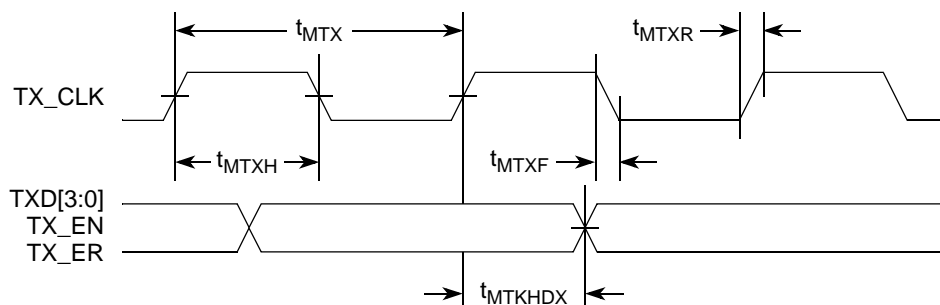 tMTX
tMTXR
TX_CLK
tMTXH
tMTXF
TXD[3:0]
TX_EN
TX_ER
tMTKHDX